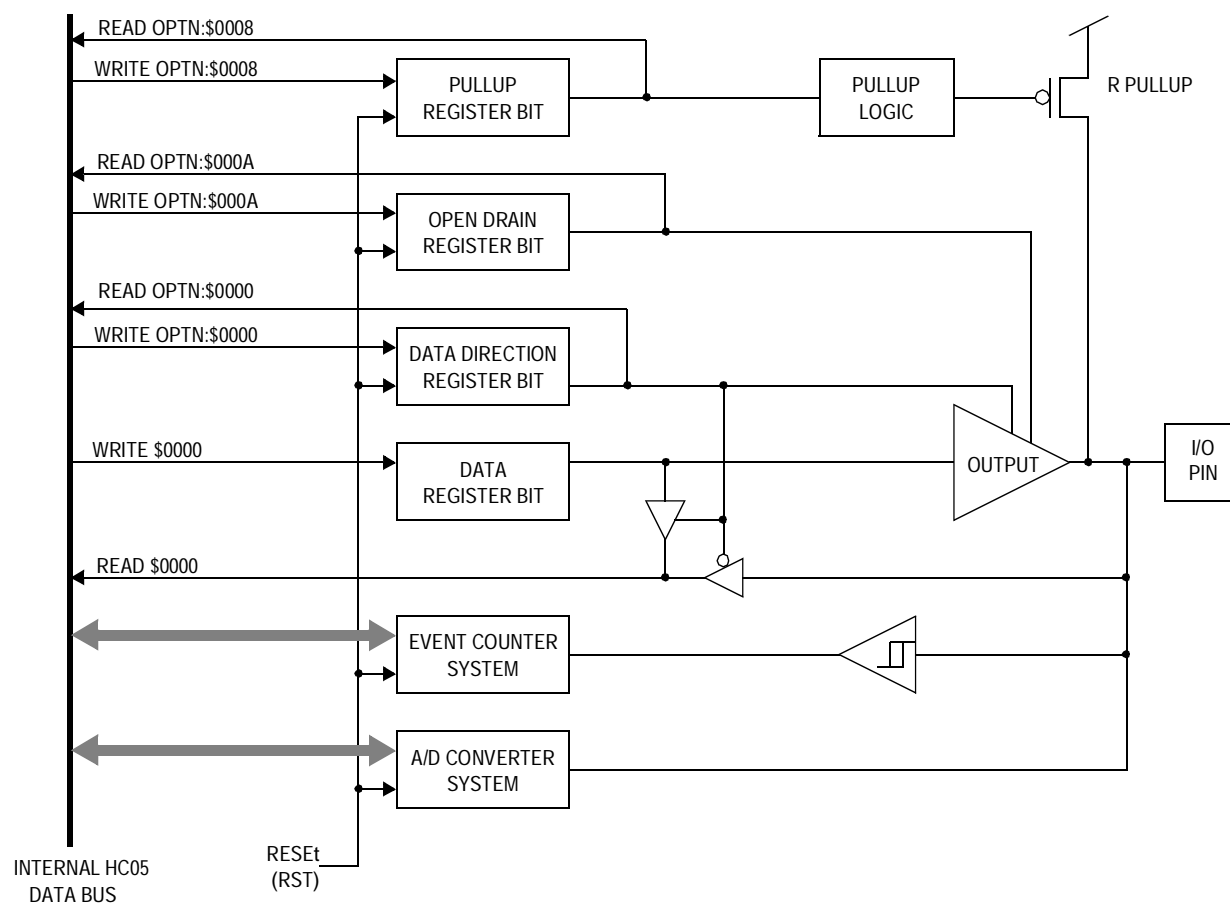 READ OPTN:$0008
WRITE OPTN:$0008
PULLUP
REGISTER BIT
PULLUP
LOGIC
R PULLUP
READ OPTN:$000A
WRITE OPTN:$000A
OPEN DRAIN
REGISTER BIT
READ OPTN:$0000
WRITE OPTN:$0000
DATA DIRECTION
REGISTER BIT
WRITE $0000
DATA
REGISTER BIT
OUTPUT
I/O
PIN
READ $0000
EVENT COUNTER
SYSTEM
A/D CONVERTER
SYSTEM
RESEt
(RST)
INTERNAL HC05
DATA BUS